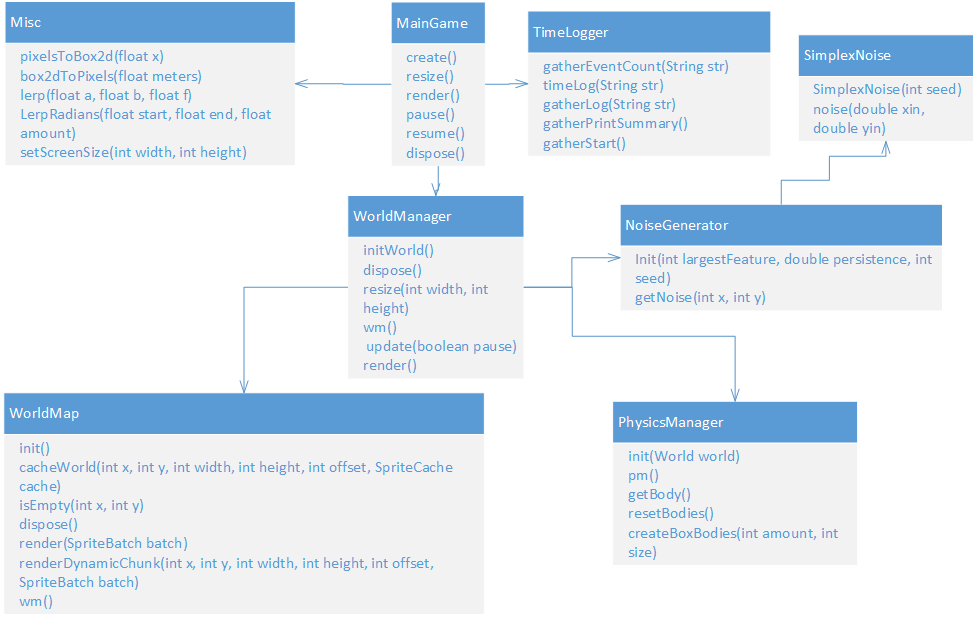 Misc
pixelsToBox2d(float x)
box2dToPixels(float meters)
lerp(float a, float b, float f)
LerpRadians(float start, float end, float
amount)
setScreenSize(int width, int height)
MainGame
create()
resize()
render()
pause()
resume()
dispose()
TimeLogger
gatherEventCount(String str)
timeLog(String str)
gatherLog(String str)
gatherPrintSummary()
gatherStart()
SimplexNoise
SimplexNoise(int seed)
noise(double xin,
double yin)
WorldManager
initWorld()
dispose()
resize(int width, int
height)
wm()
update(boolean pause)
render()
NoiseGenerator
Init(int largestFeature, double persistence, int
seed)
getNoise(int x, int y)
WorldMap
init()
cacheWorld(int x, int y, int width, int height, int offset, SpriteCache
cache)
isEmpty(int x, int y)
dispose()
render(SpriteBatch batch)
renderDynamicChunk(int x, int y, int width, int height, int offset,
SpriteBatch batch)
wm()
PhysicsManager
init(World world)
pm()
getBody()
resetBodies()
createBoxBodies(int amount, int
size)